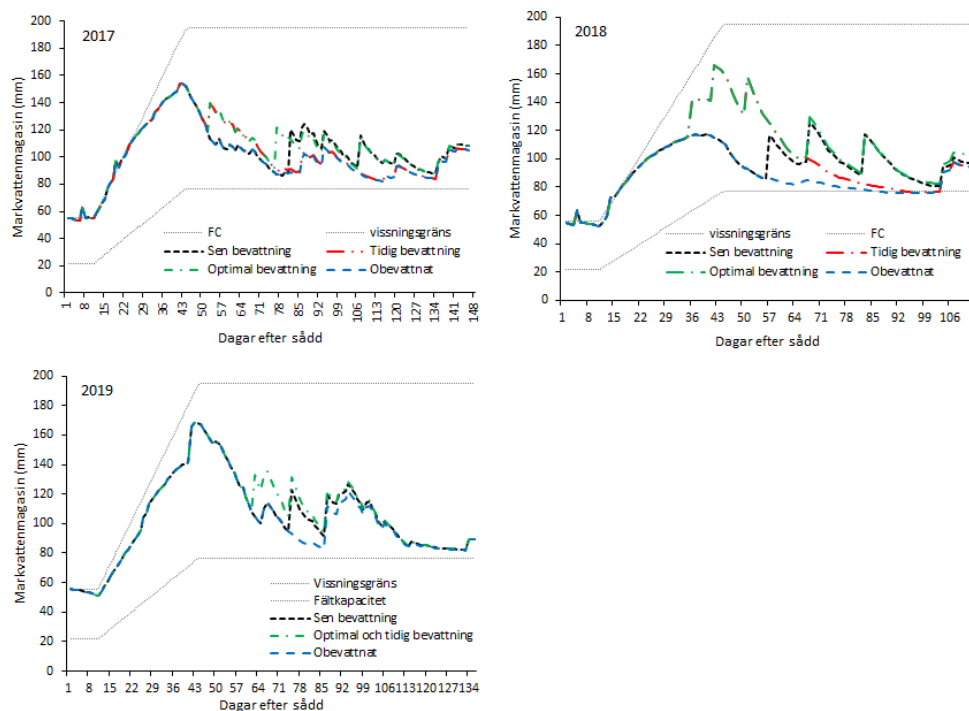 2017
Markvattenmagasin (mm)
200
180
160
140
120
100
80
60
40
20
0
FC
vissningsgräns
Sen bevattning
Tidig bevattning
Optimal bevattning
Obevattnat
1 8 15 22 29 36 43 50 57 64 71 78 85 92 99 106 113 120 127 134 141 148
Dagar efter sådd
2018
Markvattenmagasin (mm)
200
180
160
140
120
100
80
60
40
20
0
vissningsgräns
FC
Sen bevattning
Tidig bevattning
Optimal bevattning
Obevattnat
1 8 15 22 29 36 43 50 57 64 71 78 85 92 99 106
Dagar efter sådd
2019
Markvattenmagasin (mm)
200
180
160
140
120
100
80
60
40
20
0
Vissningsgräns
Fältkapacitet
Sen bevattning
Optimal och tidig bevattning
Obevattnat
1 8 15 22 29 36 43 50 57 64 71 78 85 92 99 106 113 120 127 134
Dagar efter sådd